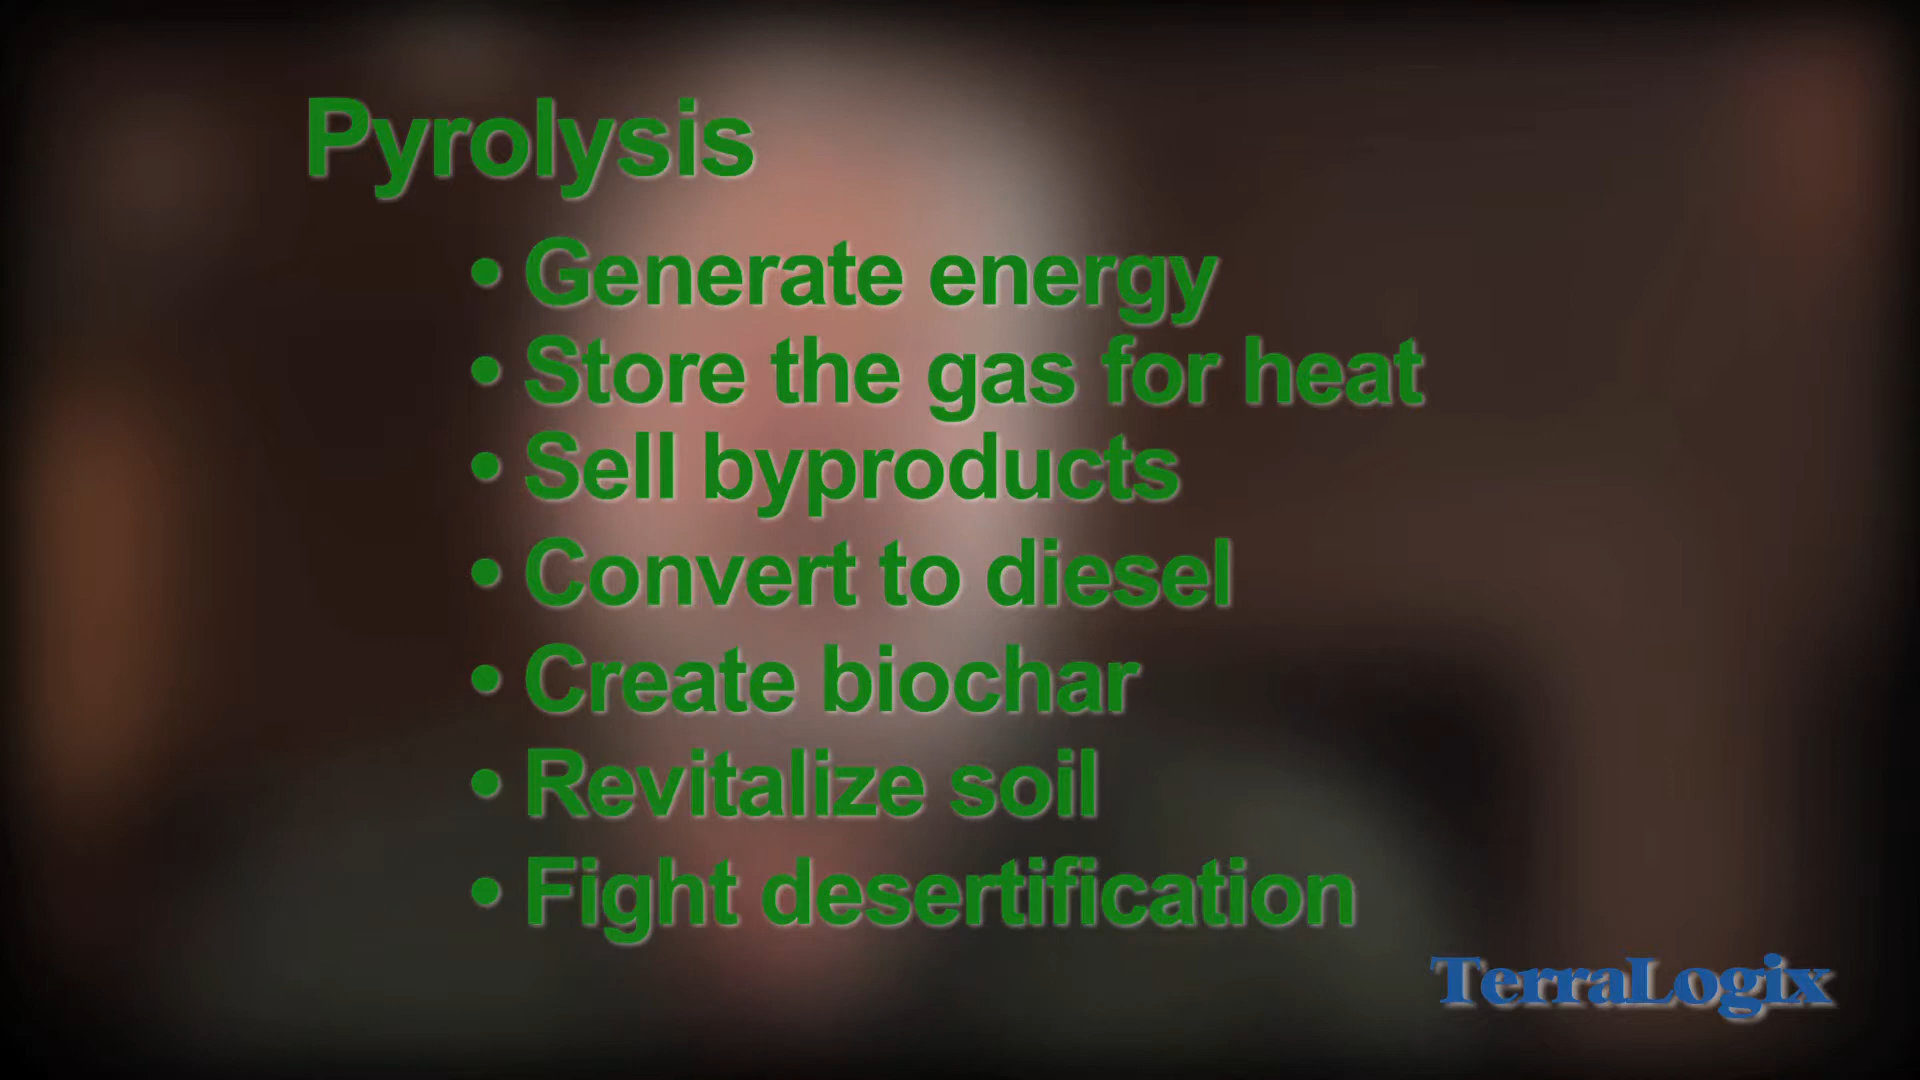 Pyrolysis
• Generate energy
• Store the gas for heat
• Sell byproducts
• Convert to diesel
• Create biochar
• Revitalize soil
• Fight desertification
TerraLogix